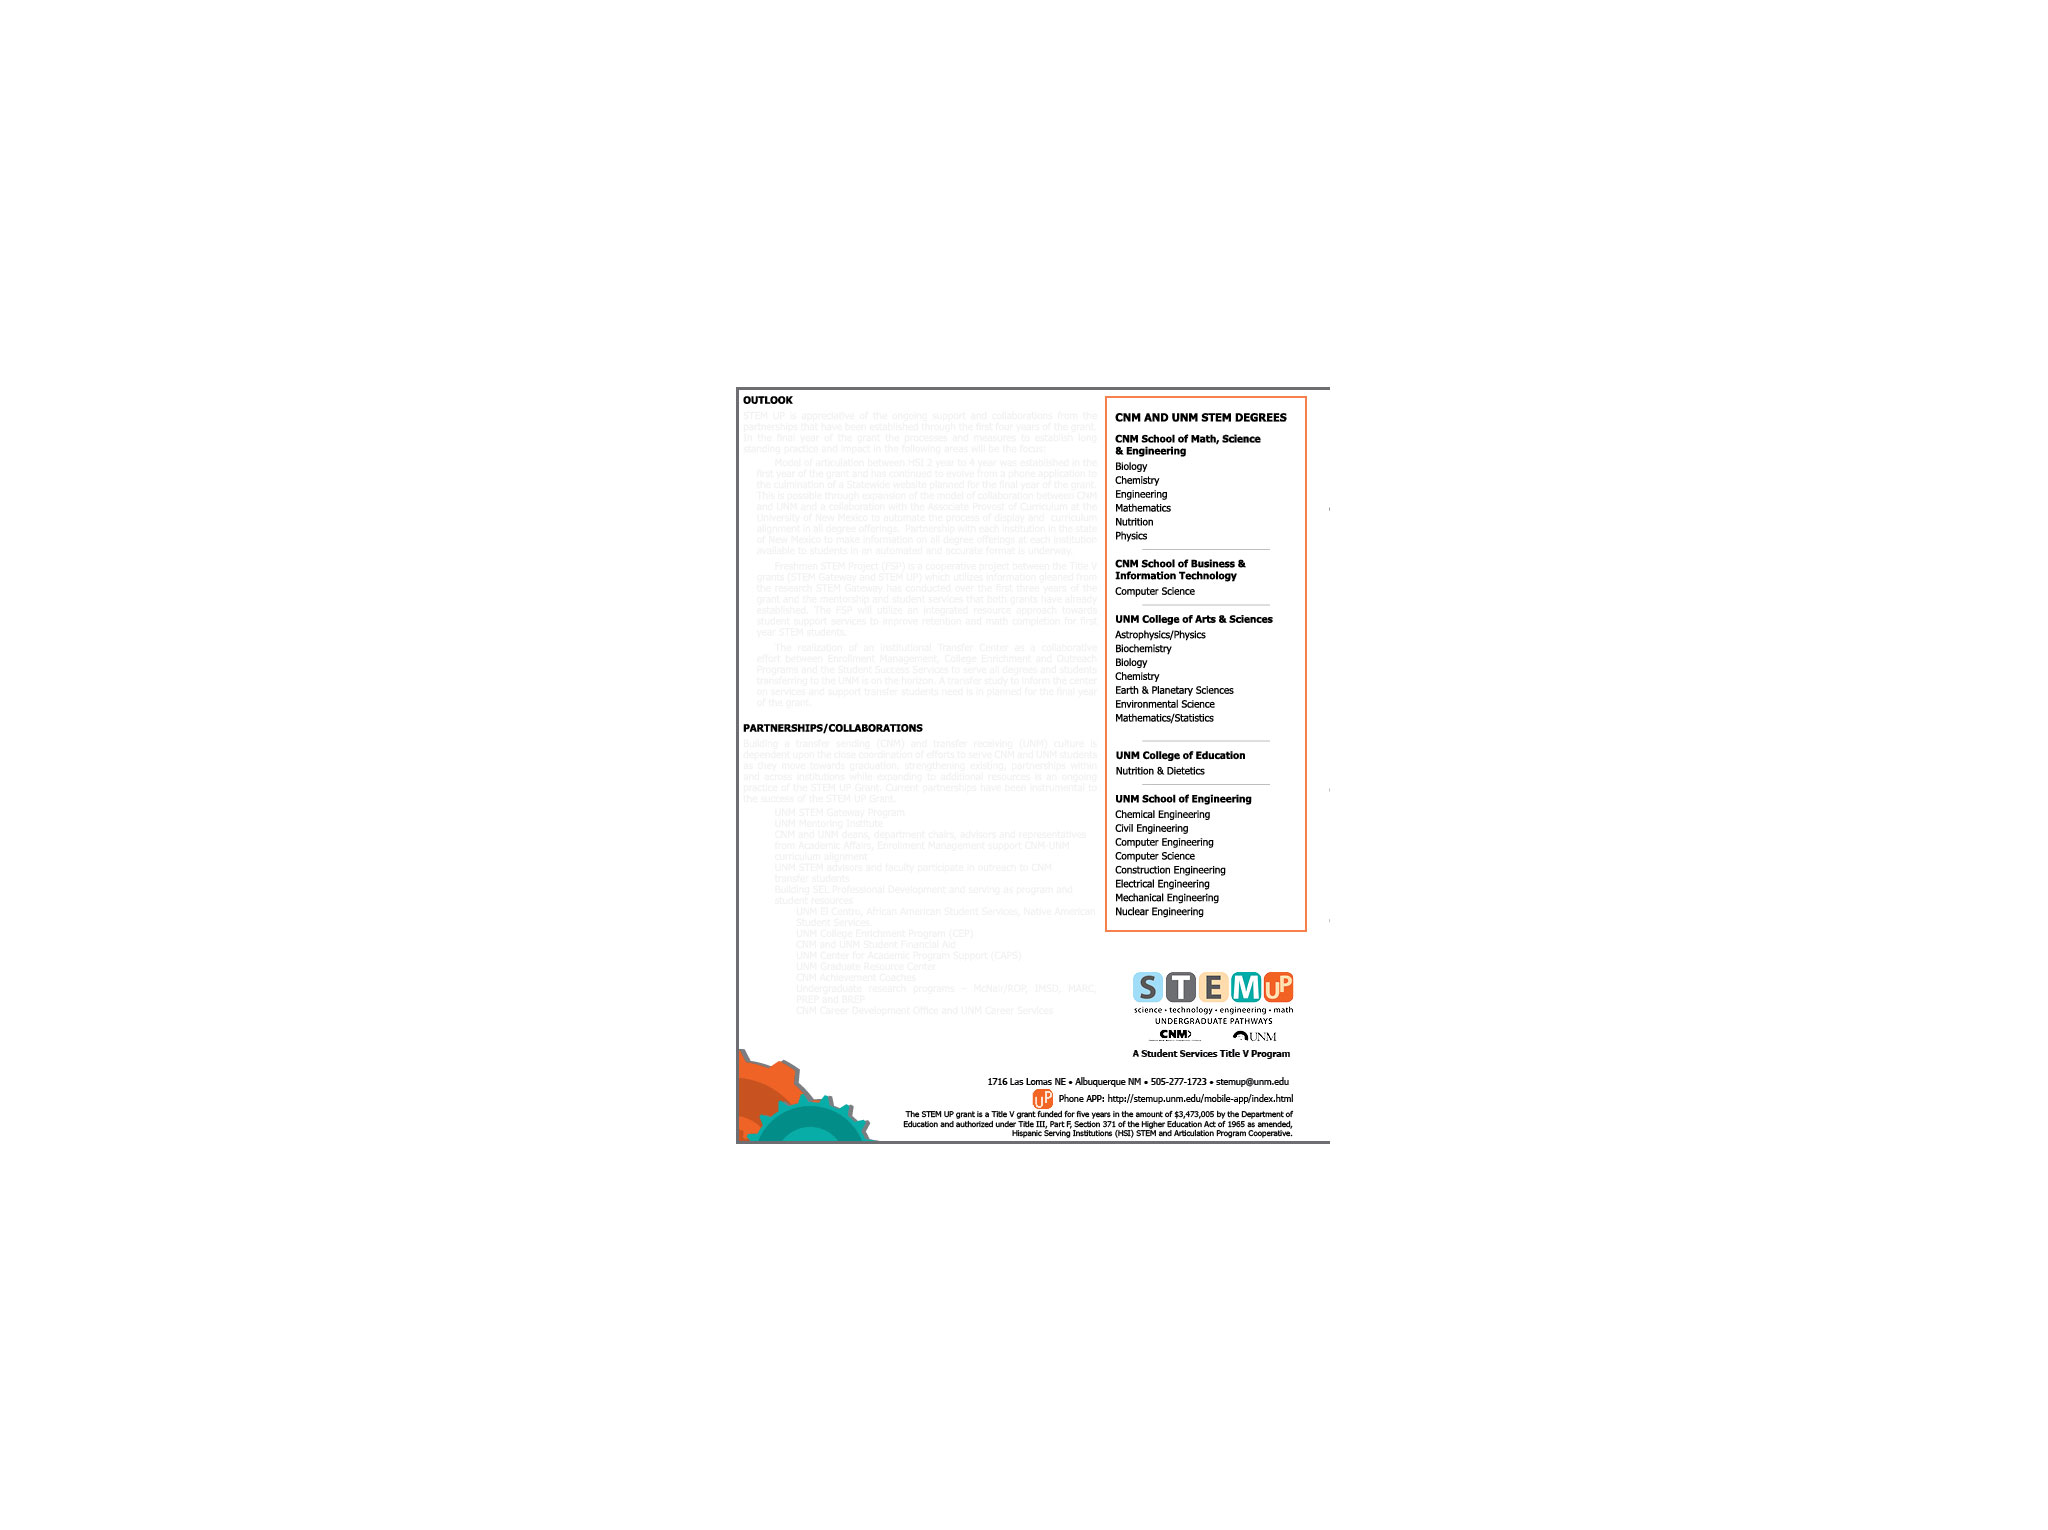 OUTLOOK
STEM UP is appreciative of the ongoing support and collaborations from the
partnerships that have been established through the first four years of the grant.
In the final year of the grant the processes and measures to establish long
standing practice and impact in the following areas will be the focus:
Model of articulation between HSI 2 year to 4 year was established in the
first year of the grant and has continued to evolve from a phone application to
the culmination of a Statewide website planned for the final year of the grant.
This is possible through expansion of the model of collaboration between CNM
and UNM and a collaboration with the Associate Provost of Curriculum at the
University of New Mexico to automate the process of display and curriculum
alignment in all degree offerings. Partnership with each institution in the state
of New Mexico to make information on all degree offerings at each institution
available to students in an automated and accurate format is underway.
Freshmen STEM Project (FSP) is a cooperative project between the Title V
grants (STEM Gateway and STEM UP) which utilizes information gleaned from
the research STEM Gateway has conducted over the first three years of the
grant and the mentorship and student services that both grants have already
established. The FSP will utilize an integrated resource approach towards
student support services to improve retention and math completion for first
year STEM students.
The realization of an institutional Transfer Center as a collaborative
effort between Enrollment Management, College Enrichment and Outreach
Programs and the Student Success Services to serve all degrees and students
transferring to the UNM is on the horizon. A transfer study to inform the center
on services and support transfer students need is in planned for the final year
of the grant.
PARTNERSHIPS/COLLABORATIONS
Building a transfer sending (CNM) and transfer receiving (UNM) culture is
dependent upon the close coordination of efforts to serve CNM and UNM students
as they move towards graduation, strengthening existing, partnerships within
and across institutions while expanding to additional resources is an ongoing
practice of the STEM UP Grant. Current partnerships have been instrumental to
the success of the STEM UP Grant.
UNM STEM Gateway Program
UNM Mentoring Institute
CNM and UNM deans, department chairs, advisors and representatives
from Academic Affairs, Enrollment Management support CNM-UNM
curriculum alignment
UNM STEM advisors and faculty participate in outreach to CNM
transfer students
Building SEL Professional Development and serving as program and
student resources
UNM El Centro, African American Student Services, Native American
Student Services
UNM College Enrichment Program (CEP)
CNM and UNM Student Financial Aid
UNM Center for Academic Program Support (CAPS)
UNM Graduate Resource Center
CNM Achievement Coaches
Undergraduate research programs – McNair/ROP, IMSD, MARC,
PREP and BREP
CNM Career Development Office and UNM Career Services
CNM AND UNM STEM DEGREES
CNM School of Math, Science
& Engineering
Biology
Chemistry
Engineering
Mathematics
Nutrition
Physics
CNM School of Business &
Information Technology
Computer Science
UNM College of Arts & Sciences
Astrophysics/Physics
Biochemistry
Biology
Chemistry
Earth & Planetary Sciences
Environmental Science
Mathematics/Statistics
UNM College of Education
Nutrition & Dietetics
UNM School of Engineering
Chemical Engineering
Civil Engineering
Computer Engineering
Computer Science
Construction Engineering
Electrical Engineering
Mechanical Engineering
Nuclear Engineering
STEM UP
science • technology • engineering • math
UNDERGRADUATE PATHWAYS
CNM UNM
A Student Services Title V Program
1716 Las Lomas NE • Albuquerque NM • 505-277-1723 • stemup@unm.edu
UP Phone APP: http://stemup.unm.edu/mobile-app/index.html
The STEM UP grant is a Title V grant funded for five years in the amount of $3,473,005 by the Department of
Education and authorized under Title III, Part F, Section 371 of the Higher Education Act of 1965 as amended,
Hispanic Serving Institutions (HSI) STEM and Articulation Program Cooperative.